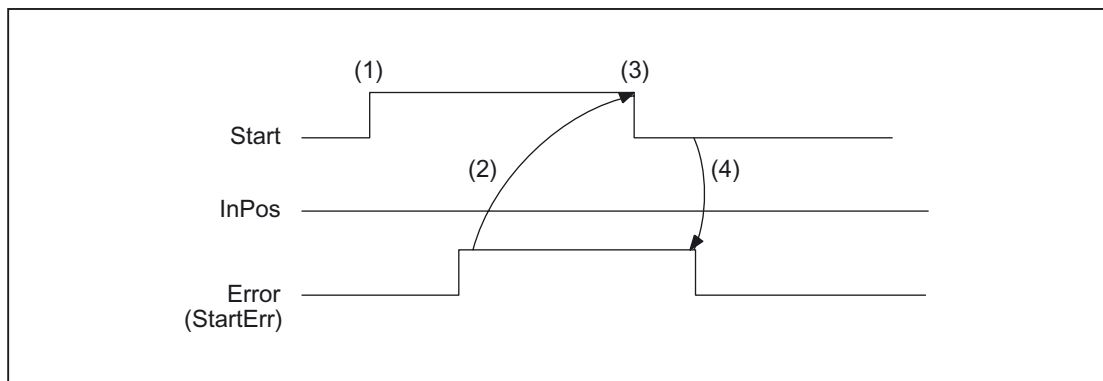 (1)
(3)
Start
(2)
(4)
InPos
Error
(StartErr)